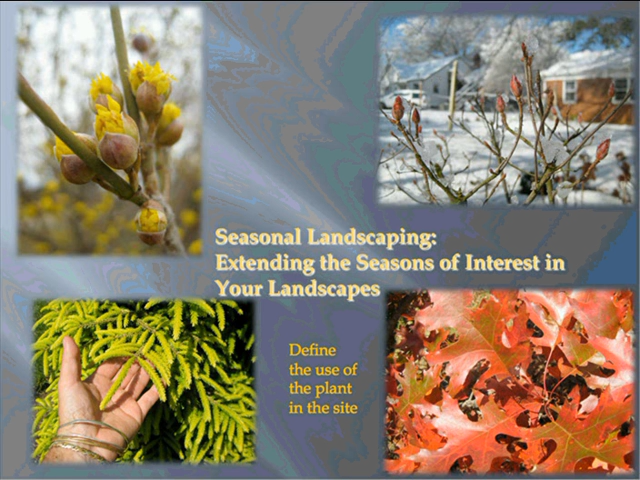 Seasonal Landscaping:
Extending the Seasons of Interest in
Your Landscapes
Define
the use of
the plant
in the site